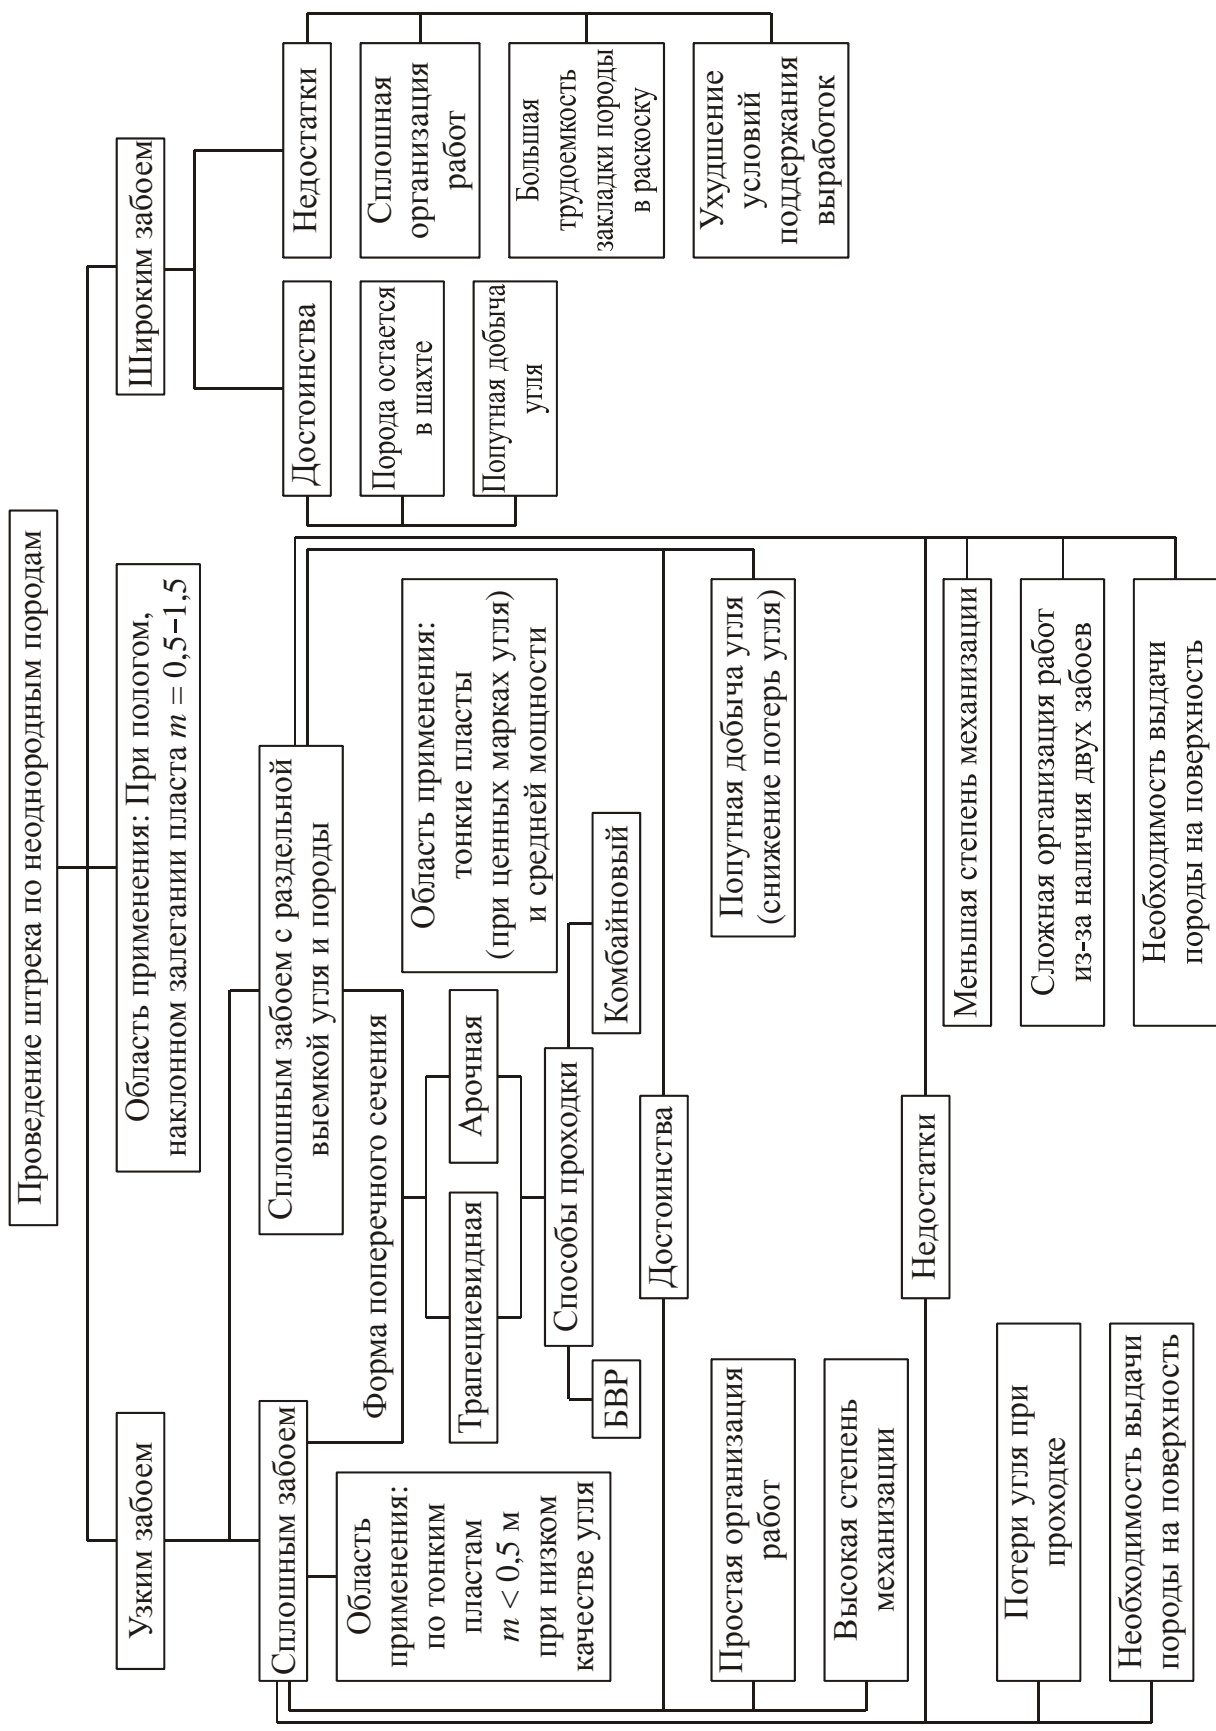 Проведение штрека по неоднородным породам
Узким забоем
Область применения: При пологом,
наклонном залегании пласта m = 0,5−1,5
Широким забоем
Сплошным забоем
Сплошным забоем с раздельной
выемкой угля и породы
Достоинства
Недостатки
Область
применения:
по тонким
пластам
m < 0,5 м
при низком
качестве угля
Форма поперечного сечения
Трапециевидная
Арочная
Способы проходки
БВР
Комбайновый
Область применения:
тонкие пласты
(при ценных марках угля)
и средней мощности
Порода остается
в шахте
Попутная добыча
угля
Сплошная
организация
работ
Большая
трудоемкость
закладки породы
в раскоску
Ухудшение
условий
поддержания
выработок
Достоинства
Простая организация
работ
Высокая степень
механизации
Попутная добыча угля
(снижение потерь угля)
Недостатки
Потери угля при
проходке
Необходимость выдачи
породы на поверхность
Меньшая степень механизации
Сложная организация работ
из-за наличия двух забоев
Необходимость выдачи
породы на поверхность